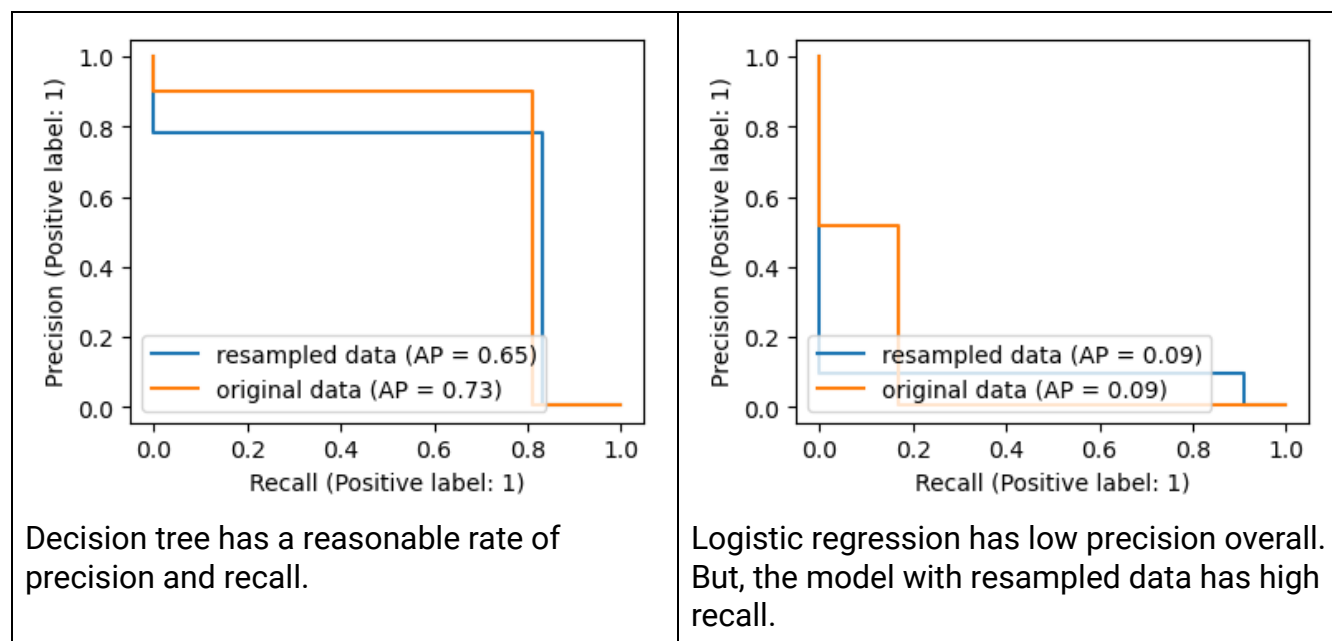 1.0
0.8
0.6
0.4
0.2
0.0
Precision (Positive label: 1)
resampled data (AP = 0.65)
original data (AP = 0.73)
0.0 0.2 0.4 0.6 0.8 1.0
Recall (Positive label: 1)
Decision tree has a reasonable rate of
precision and recall.
1.0
0.8
0.6
0.4
0.2
0.0
Precision (Positive label: 1)
resampled data (AP = 0.09)
original data (AP = 0.09)
0.0 0.2 0.4 0.6 0.8 1.0
Recall (Positive label: 1)
Logistic regression has low precision overall.
But, the model with resampled data has high
recall.